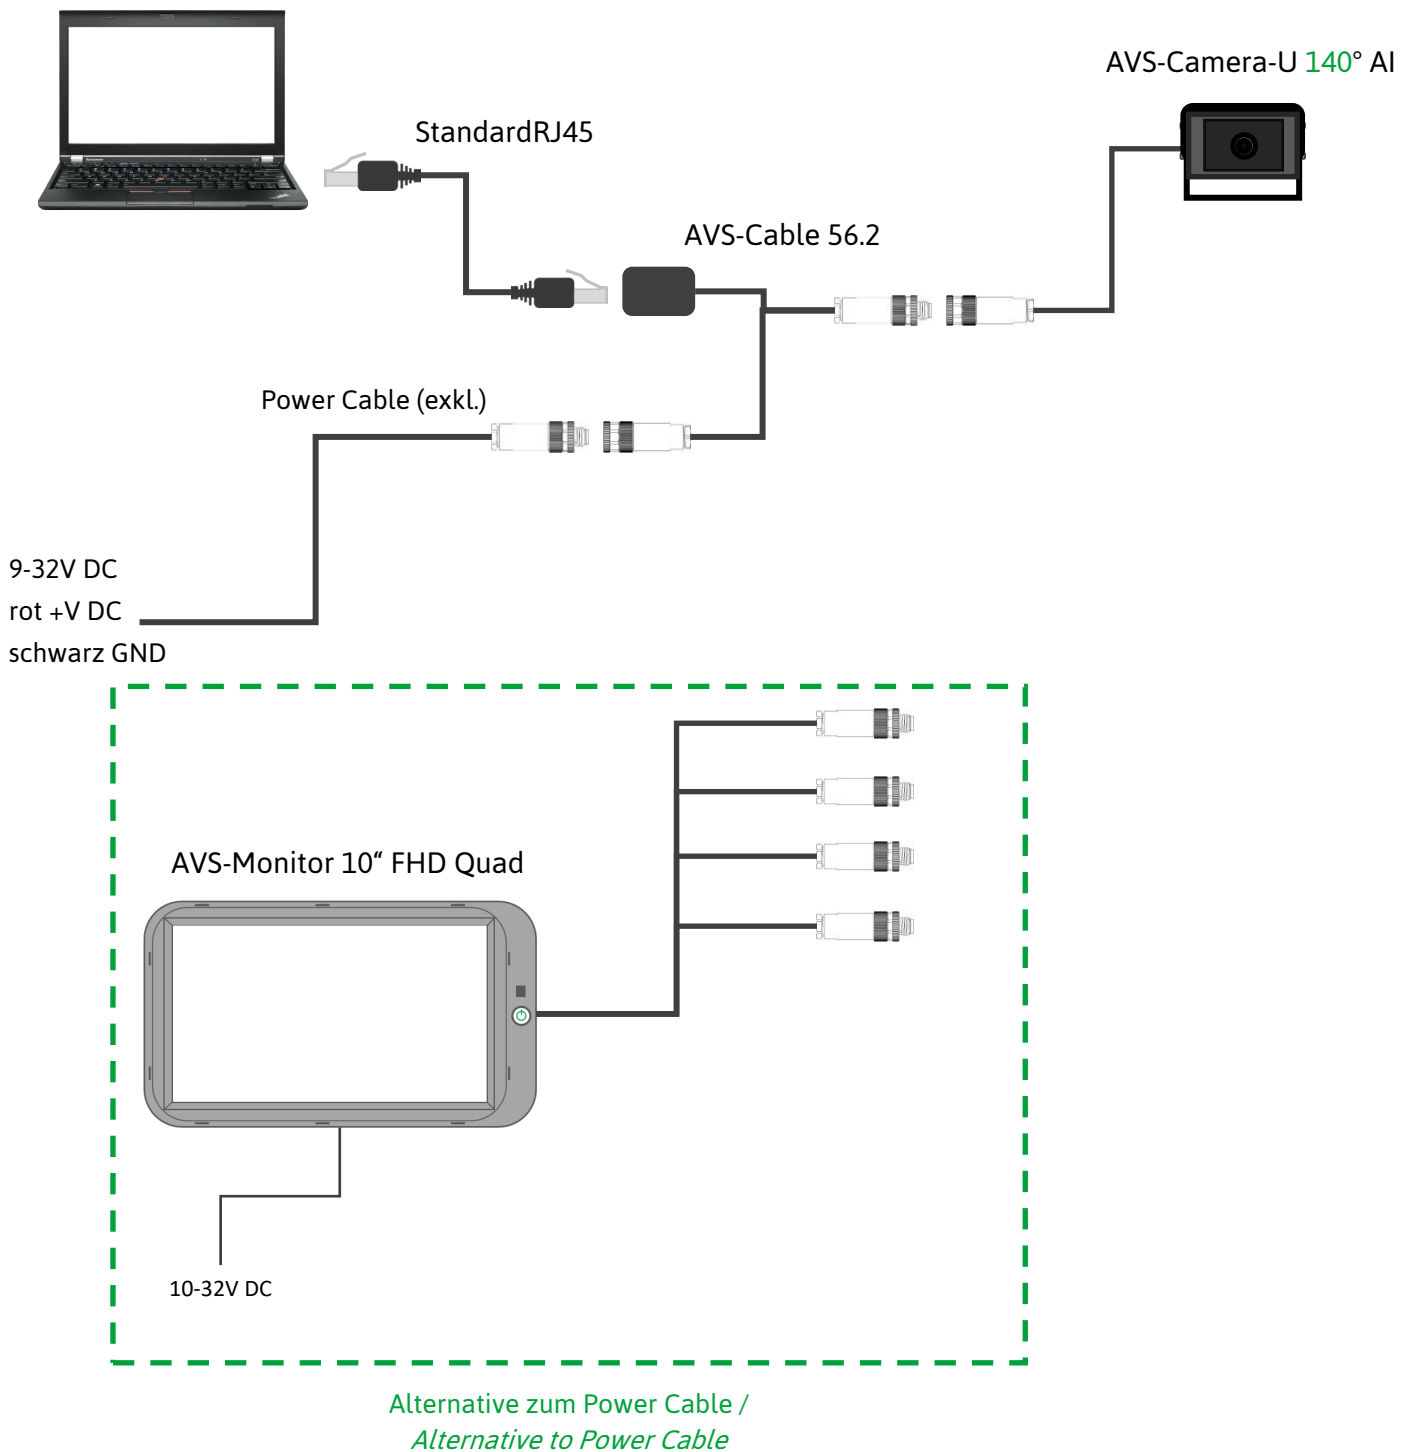 AVS-Camera-U 140° AI
StandardRJ45
AVS-Cable 56.2
Power Cable (exkl.)
9-32V DC
rot +V DC
schwarz GND
AVS-Monitor 10“ FHD Quad
10-32V DC
Alternative zum Power Cable /
Alternative to Power Cable